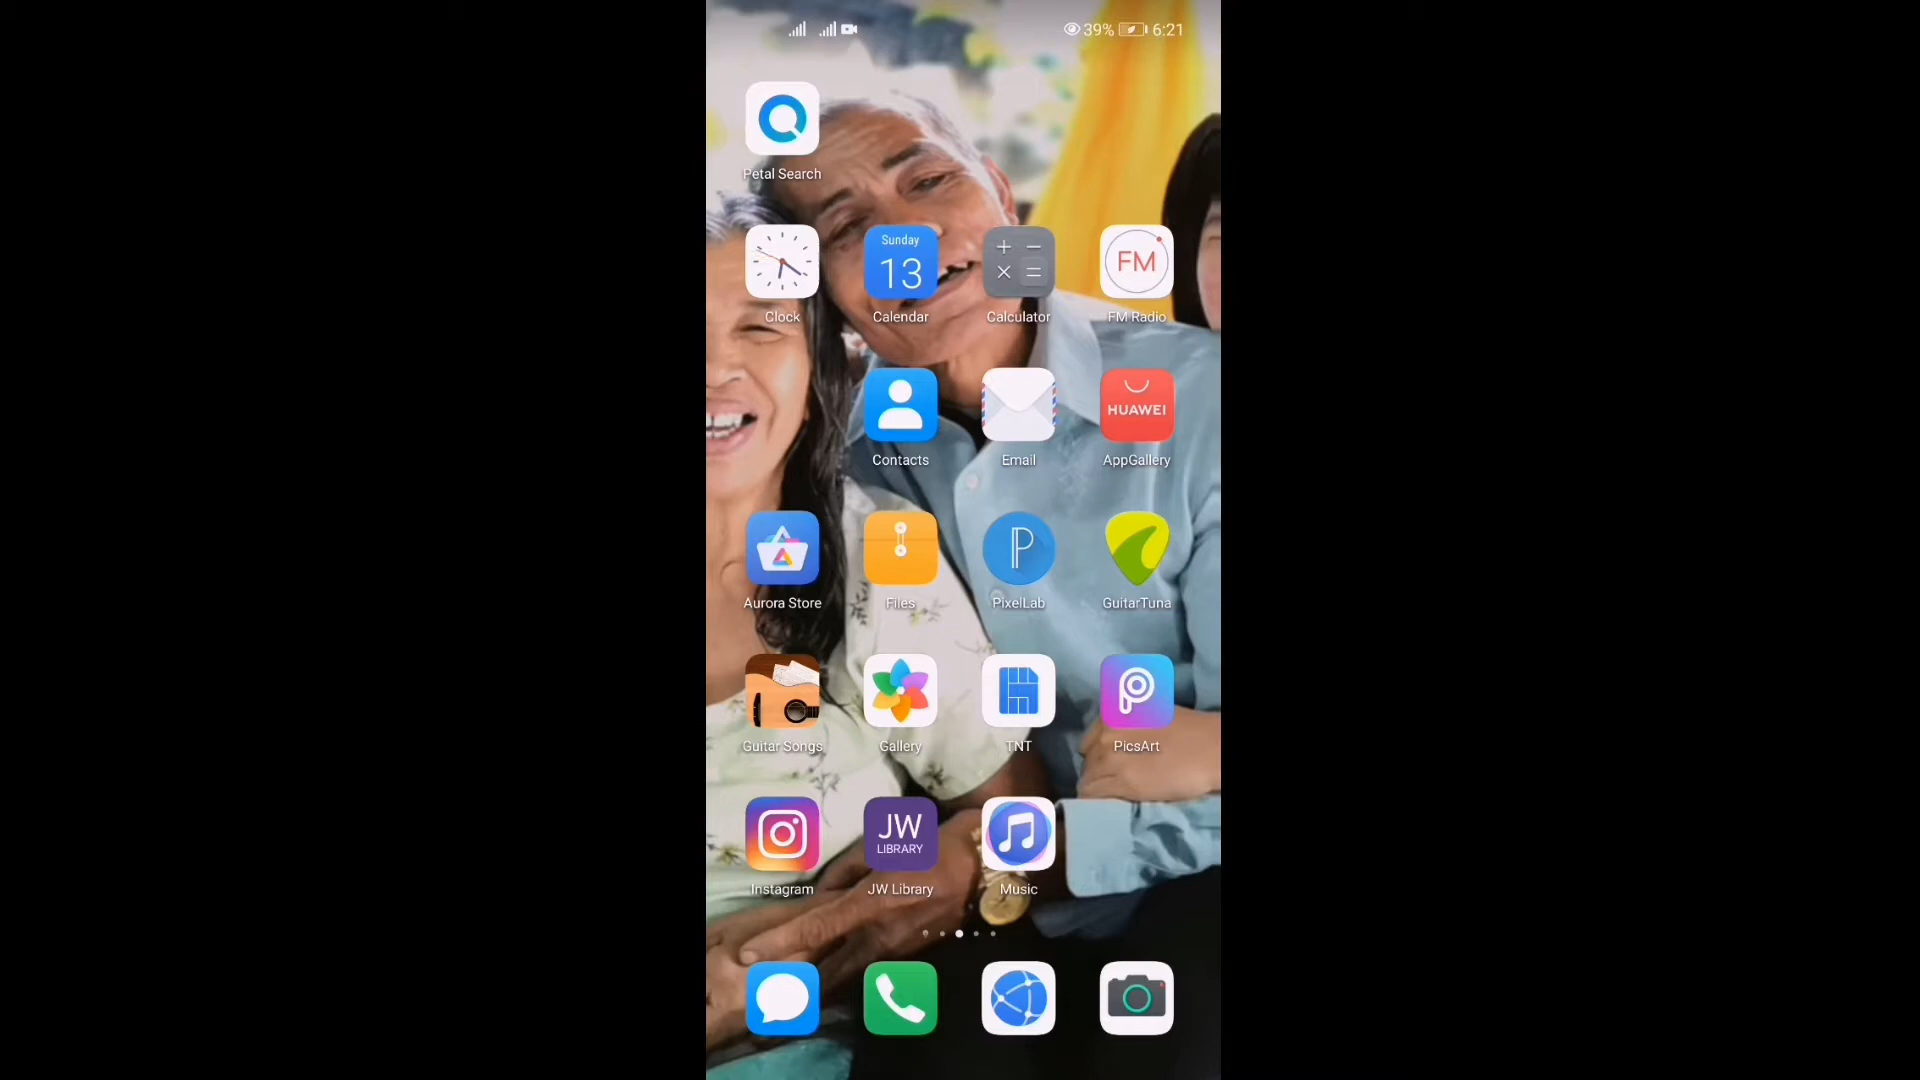 39% 6:21
Petal Search
Sunday
13
FM
Clock Calendar Calculator FM Radio
HUAWEI
Contacts Email AppGallery
Aurora Store Files PixelLab GuitarTuna
Guitar Songs Gallery TNT PicsArt
JW
LIBRARY
Instagram JW Library Music